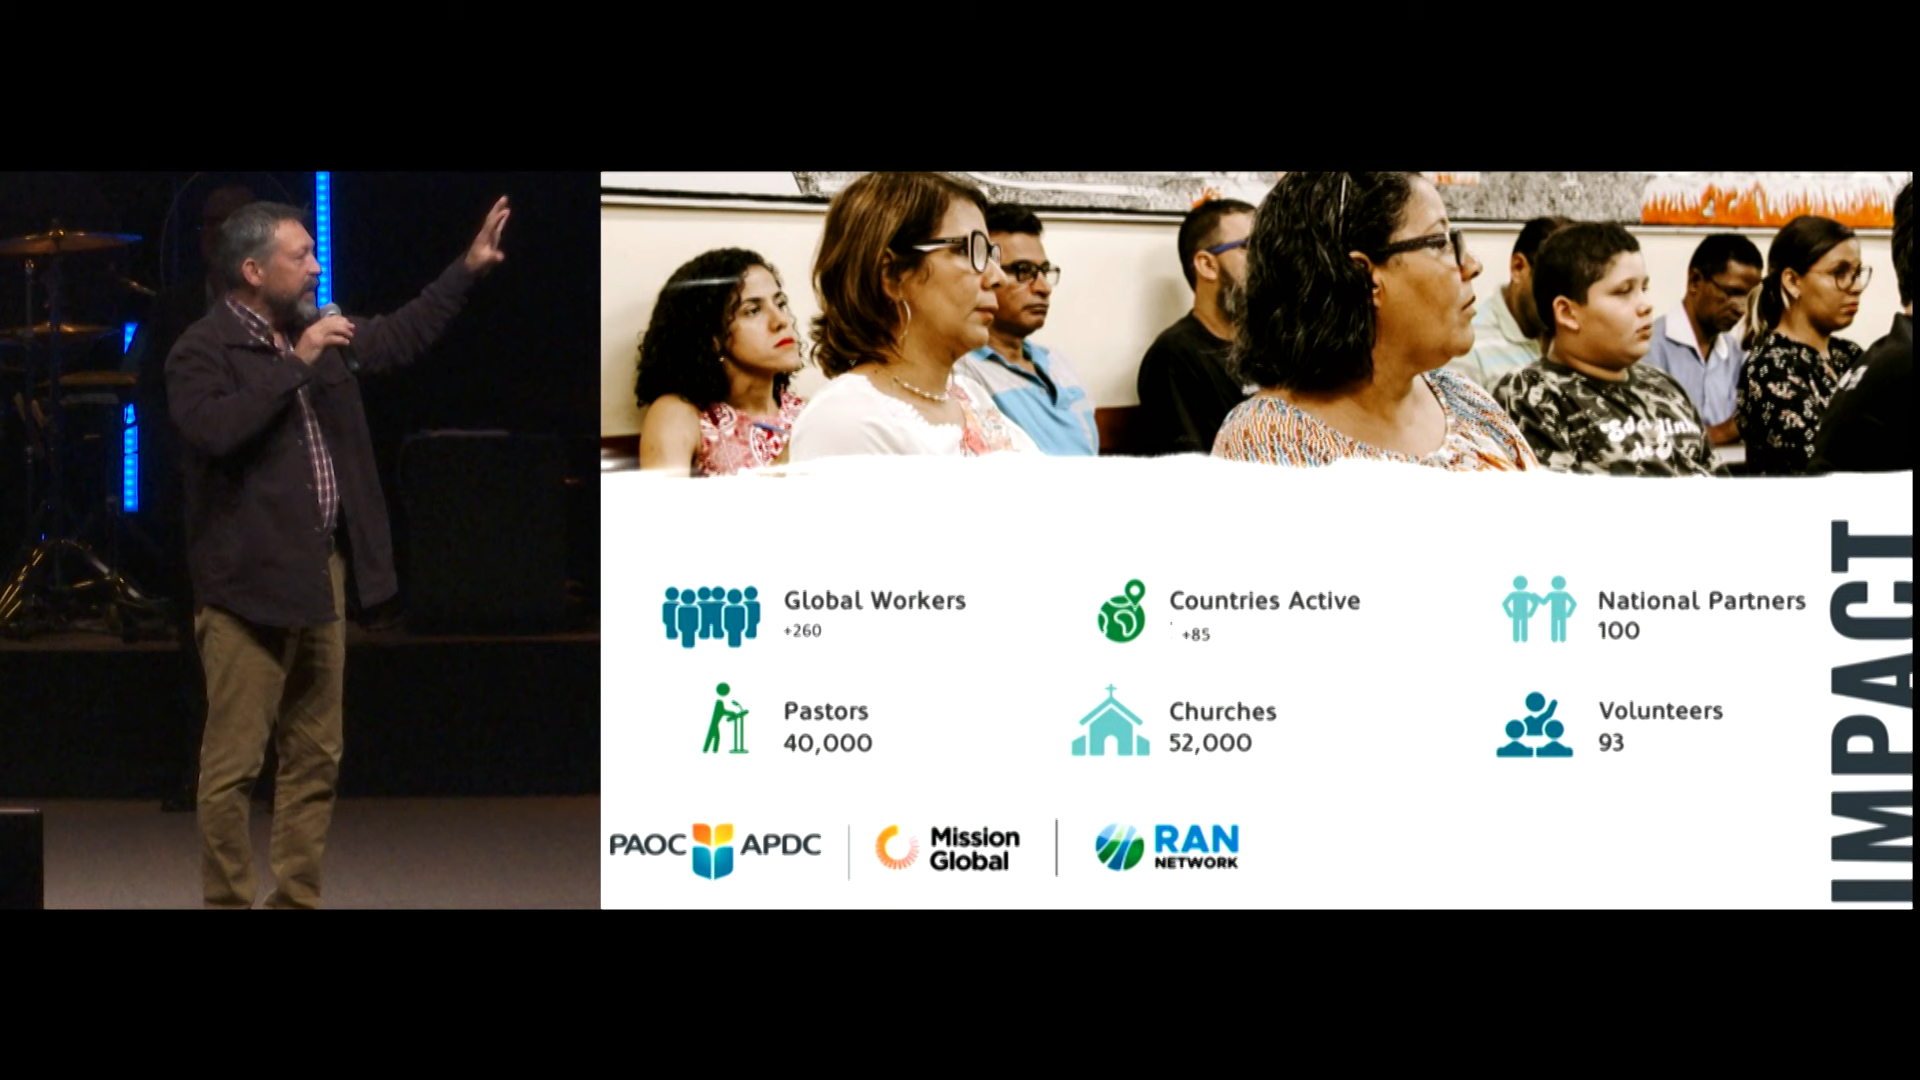 Global Workers
+260
Countries Active
+85
National Partners
100
Pastors
40,000
Churches
52,000
Volunteers
93
IMPACT
PAOC APDC
Mission
Global
RAN
NETWORK